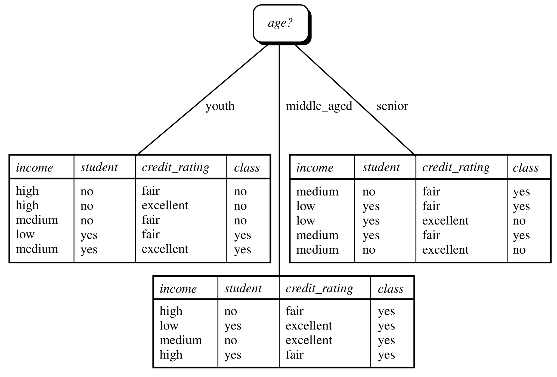 age?
youth
middle_aged
senior
income student credit_rating class
high no fair no
high no excellent no
medium no fair no
low yes fair yes
medium yes excellent yes
income student credit_rating class
medium no fair yes
low yes fair yes
low yes excellent no
medium yes fair yes
medium no excellent no
income student credit_rating class
high no fair yes
low yes excellent yes
medium no excellent yes
high yes fair yes